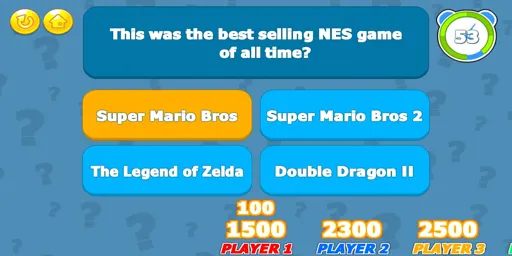 This was the best selling NES game
of all time?
53
Super Mario Bros
Super Mario Bros 2
The Legend of Zelda
Double Dragon II
100
1500
2300
2500
PLAYER 1
PLAYER 2
PLAYER 3